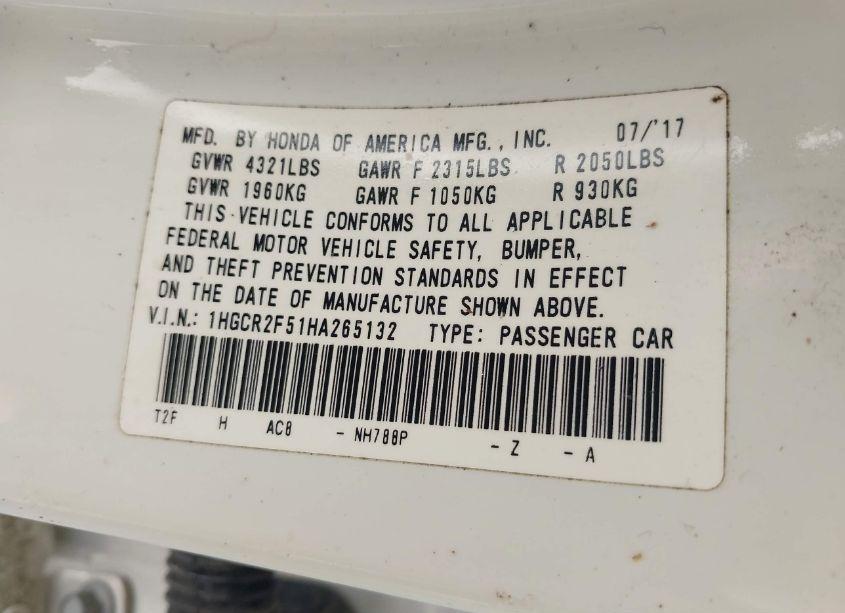 MFD. BY HONDA OF AMERICA MFG., INC. 07/'17
GVWR 4321LBS GAWR F 2315LBS R 2050LBS
GVWR 1960KG GAWR F 1050KG R 930KG
THIS VEHICLE CONFORMS TO ALL APPLICABLE
FEDERAL MOTOR VEHICLE SAFETY, BUMPER,
AND THEFT PREVENTION STANDARDS IN EFFECT
ON THE DATE OF MANUFACTURE SHOWN ABOVE.
V.I.N.: 1HGCR2F51HA265132 TYPE: PASSENGER CAR
T2F H AC8 - NH788P - Z - A